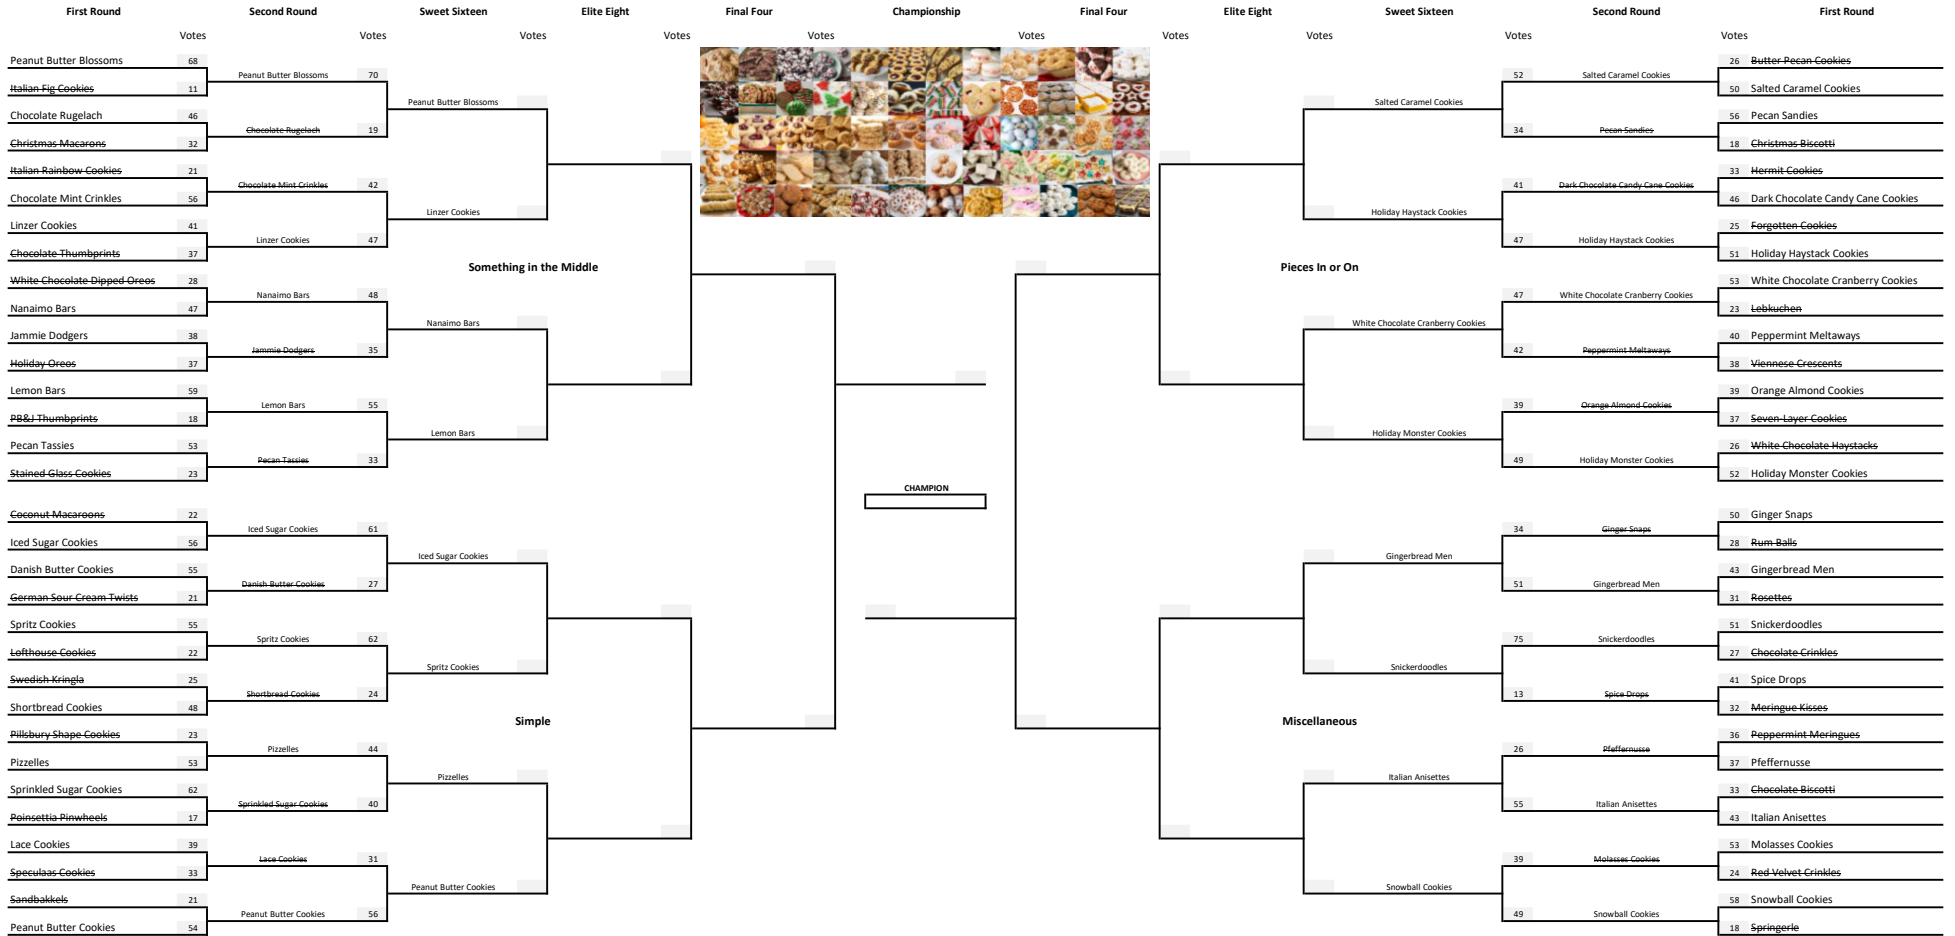 First Round Second Round Sweet Sixteen Elite Eight Final Four Championship Final Four Elite Eight Sweet Sixteen Second Round First Round
Votes Votes Votes Votes Votes Votes Votes Votes Votes Votes
Peanut Butter Blossoms 68
Italian Fig Cookies 11
Chocolate Rugelach 46
Christmas Macarons 32
Italian Rainbow Cookies 21
Chocolate Mint Crinkles 56
Linzer Cookies 41
Chocolate Thumbprints 37
White Chocolate Dipped Oreos 28
Nanaimo Bars 47
Jammie Dodgers 38
Holiday Oreos 37
Lemon Bars 59
PB&J Thumbprints 18
Pecan Tassies 53
Stained Glass Cookies 23
Peanut Butter Blossoms 70
Chocolate Rugelach 19
Chocolate Mint Crinkles 42
Linzer Cookies 47
Nanaimo Bars 48
Jammie Dodgers 35
Lemon Bars 55
Pecan Tassies 33
Peanut Butter Blossoms
Linzer Cookies
Something in the Middle
Nanaimo Bars
Lemon Bars
Coconut Macaroons 22
Iced Sugar Cookies 56
Danish Butter Cookies 55
German Sour Cream Twists 21
Spritz Cookies 55
Lofthouse Cookies 22
Swedish Kringla 25
Shortbread Cookies 48
Pillsbury Shape Cookies 23
Pizzelles 53
Sprinkled Sugar Cookies 62
Poinsettia Pinwheels 17
Lace Cookies 39
Speculaas Cookies 33
Sandbakkels 21
Peanut Butter Cookies 54
Iced Sugar Cookies 61
Danish Butter Cookies 27
Spritz Cookies 62
Shortbread Cookies 24
Pizzelles 44
Sprinkled Sugar Cookies 40
Lace Cookies 31
Peanut Butter Cookies 56
Iced Sugar Cookies
Spritz Cookies
Simple
Pizzelles
Peanut Butter Cookies
CHAMPION
Salted Caramel Cookies
Holiday Haystack Cookies
Pieces In or On
White Chocolate Cranberry Cookies
Holiday Monster Cookies
52 Salted Caramel Cookies
34 Pecan Sandies
41 Dark Chocolate Candy Cane Cookies
47 Holiday Haystack Cookies
47 White Chocolate Cranberry Cookies
42 Peppermint Meltaways
39 Orange Almond Cookies
49 Holiday Monster Cookies
26 Butter Pecan Cookies
50 Salted Caramel Cookies
56 Pecan Sandies
18 Christmas Biscotti
33 Hermit Cookies
46 Dark Chocolate Candy Cane Cookies
25 Forgotten Cookies
51 Holiday Haystack Cookies
53 White Chocolate Cranberry Cookies
23 Lebkuchen
40 Peppermint Meltaways
38 Viennese Crescents
39 Orange Almond Cookies
37 Seven-Layer Cookies
26 White Chocolate Haystacks
52 Holiday Monster Cookies
Gingerbread Men
Snickerdoodles
Miscellaneous
Italian Anisettes
Snowball Cookies
34 Ginger Snaps
51 Gingerbread Men
75 Snickerdoodles
13 Spice Drops
26 Pfeffernusse
55 Italian Anisettes
39 Molasses Cookies
49 Snowball Cookies
50 Ginger Snaps
28 Rum Balls
43 Gingerbread Men
31 Rosettes
51 Snickerdoodles
27 Chocolate Crinkles
41 Spice Drops
32 Meringue Kisses
36 Peppermint Meringues
37 Pfeffernusse
33 Chocolate Biscotti
43 Italian Anisettes
53 Molasses Cookies
24 Red Velvet Crinkles
58 Snowball Cookies
18 Springerle